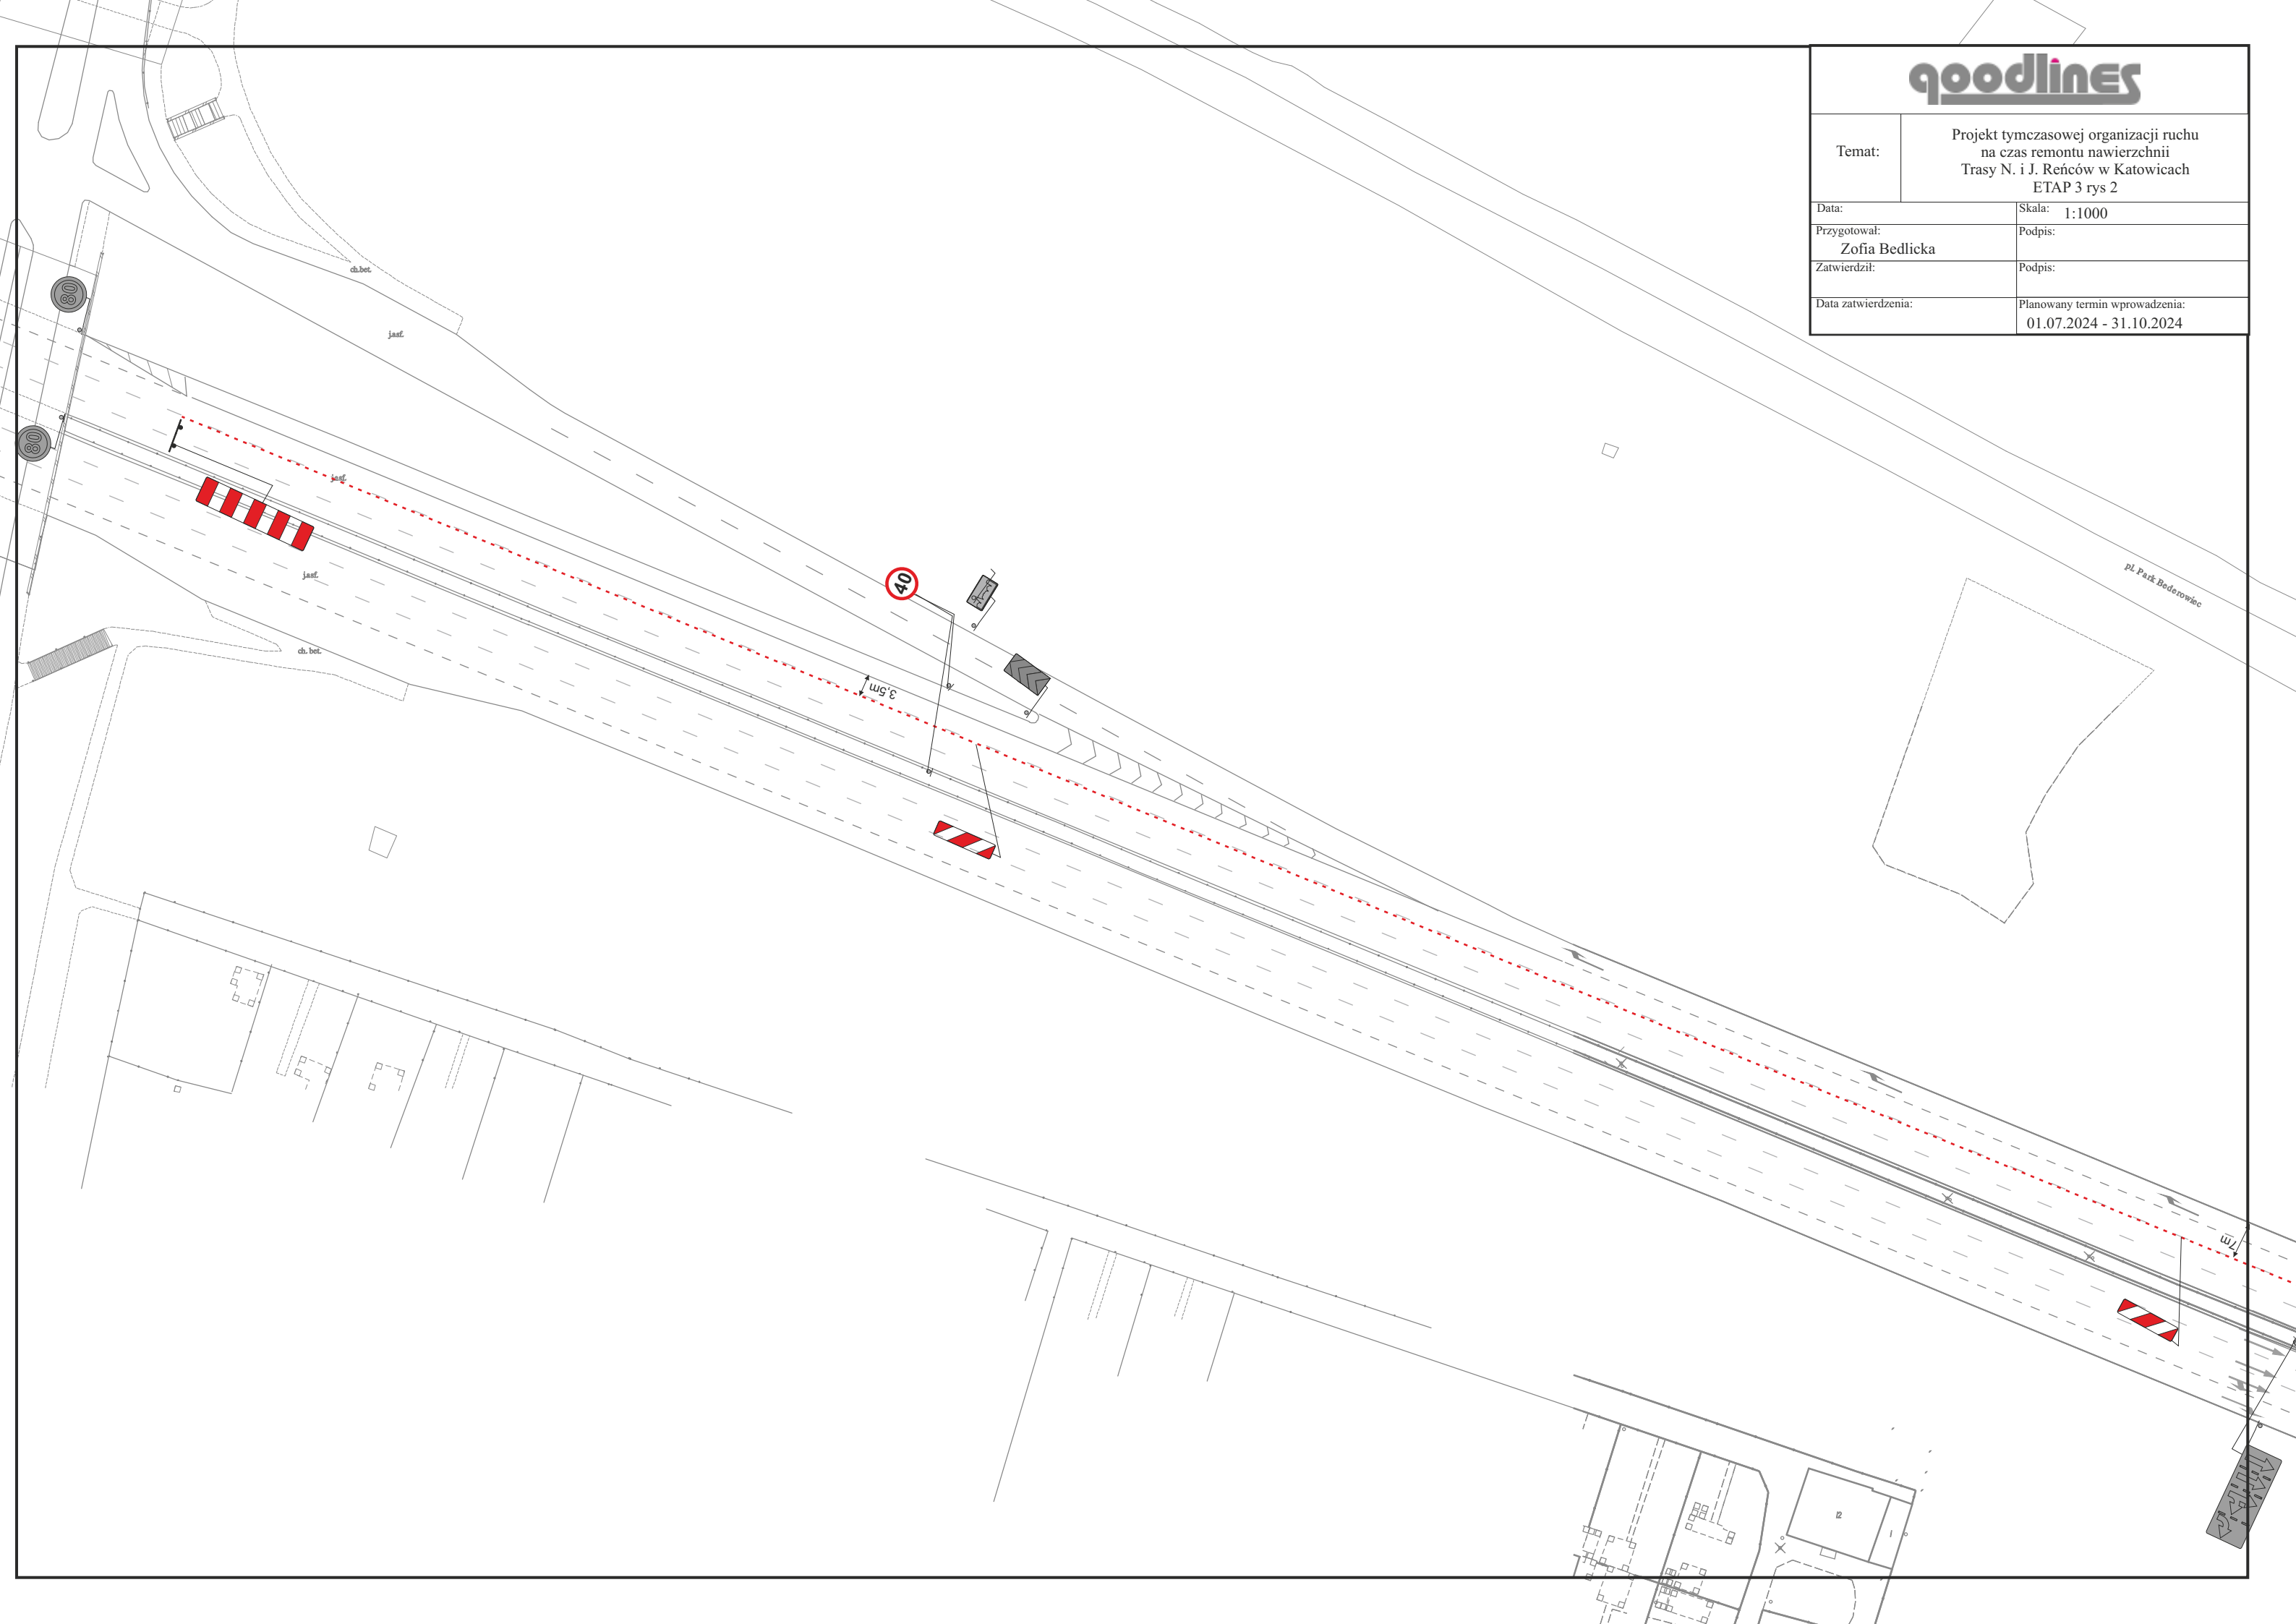 goodlines
Temat:
Projekt tymczasowej organizacji ruchu
na czas remontu nawierzchnii
Trasy N. i J. Reńców w Katowicach
ETAP 3 rys 2
Data:
Skala: 1:1000
Przygotował:
Zofia Bedlicka
Podpis:
Zatwierdził:
Podpis:
Data zatwierdzenia:
Planowany termin wprowadzenia:
01.07.2024 - 31.10.2024
ch.bet.
80
j.asf.
80
j.asf.
j.asf.
40
pl. Park Bederowiec
ch. bet.
3,5m
7m